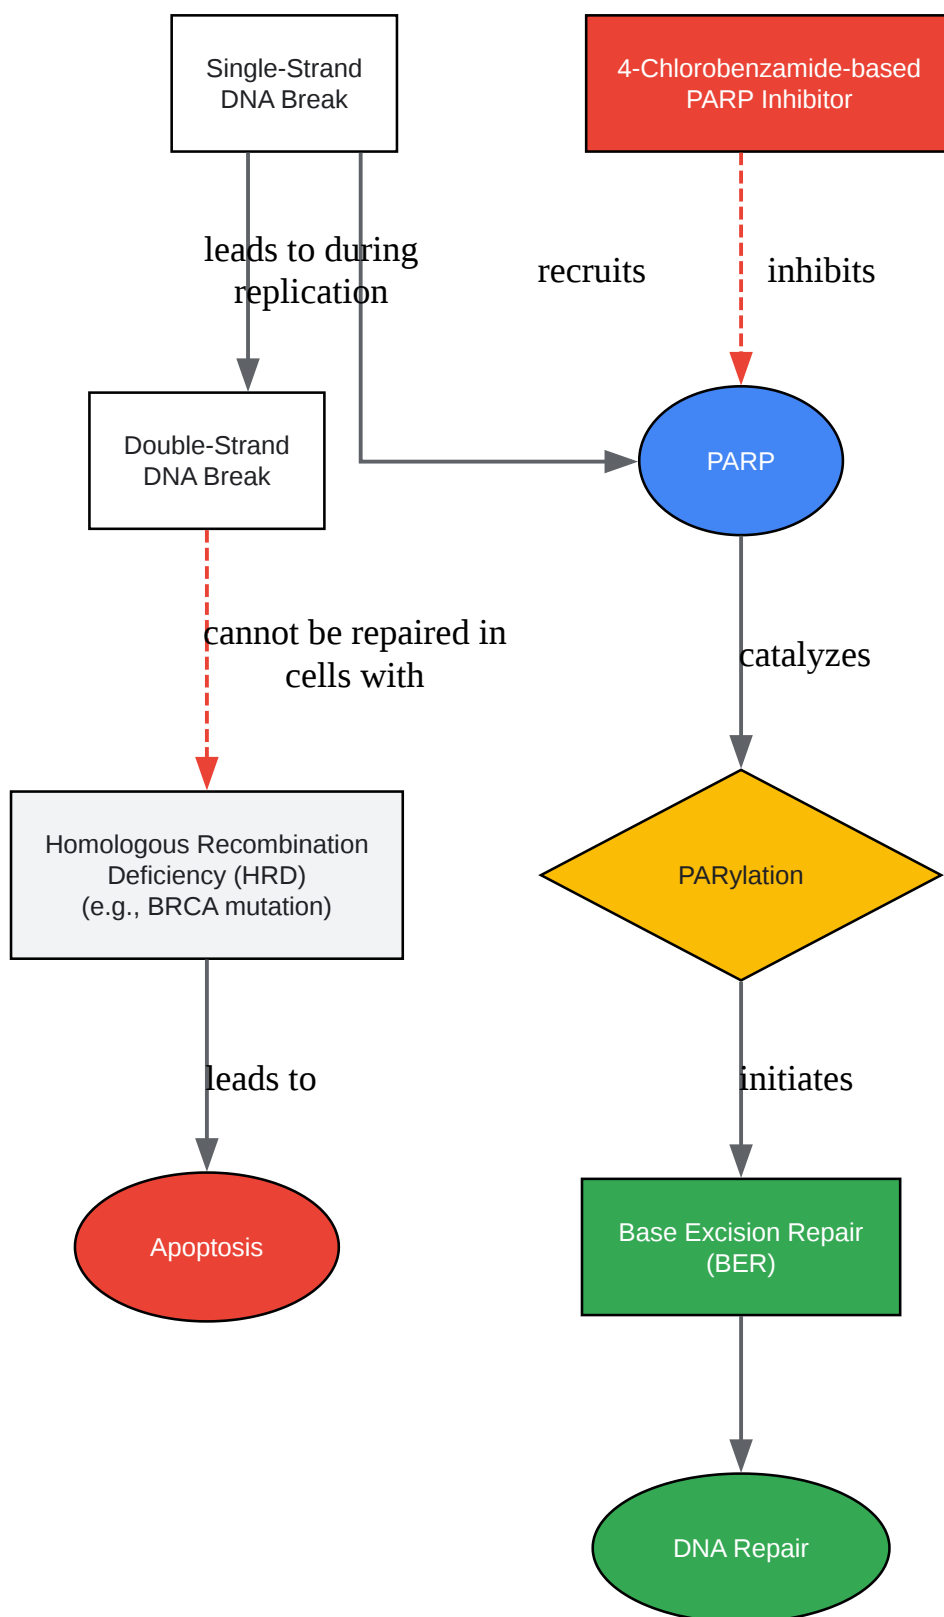 Single-Strand
DNA Break
4-Chlorobenzamide-based
PARP Inhibitor
leads to during
replication
recruits
inhibits
Double-Strand
DNA Break
PARP
cannot be repaired in
cells with
catalyzes
Homologous Recombination
Deficiency (HRD)
(e.g., BRCA mutation)
PARylation
leads to
initiates
Apoptosis
Base Excision Repair
(BER)
DNA Repair